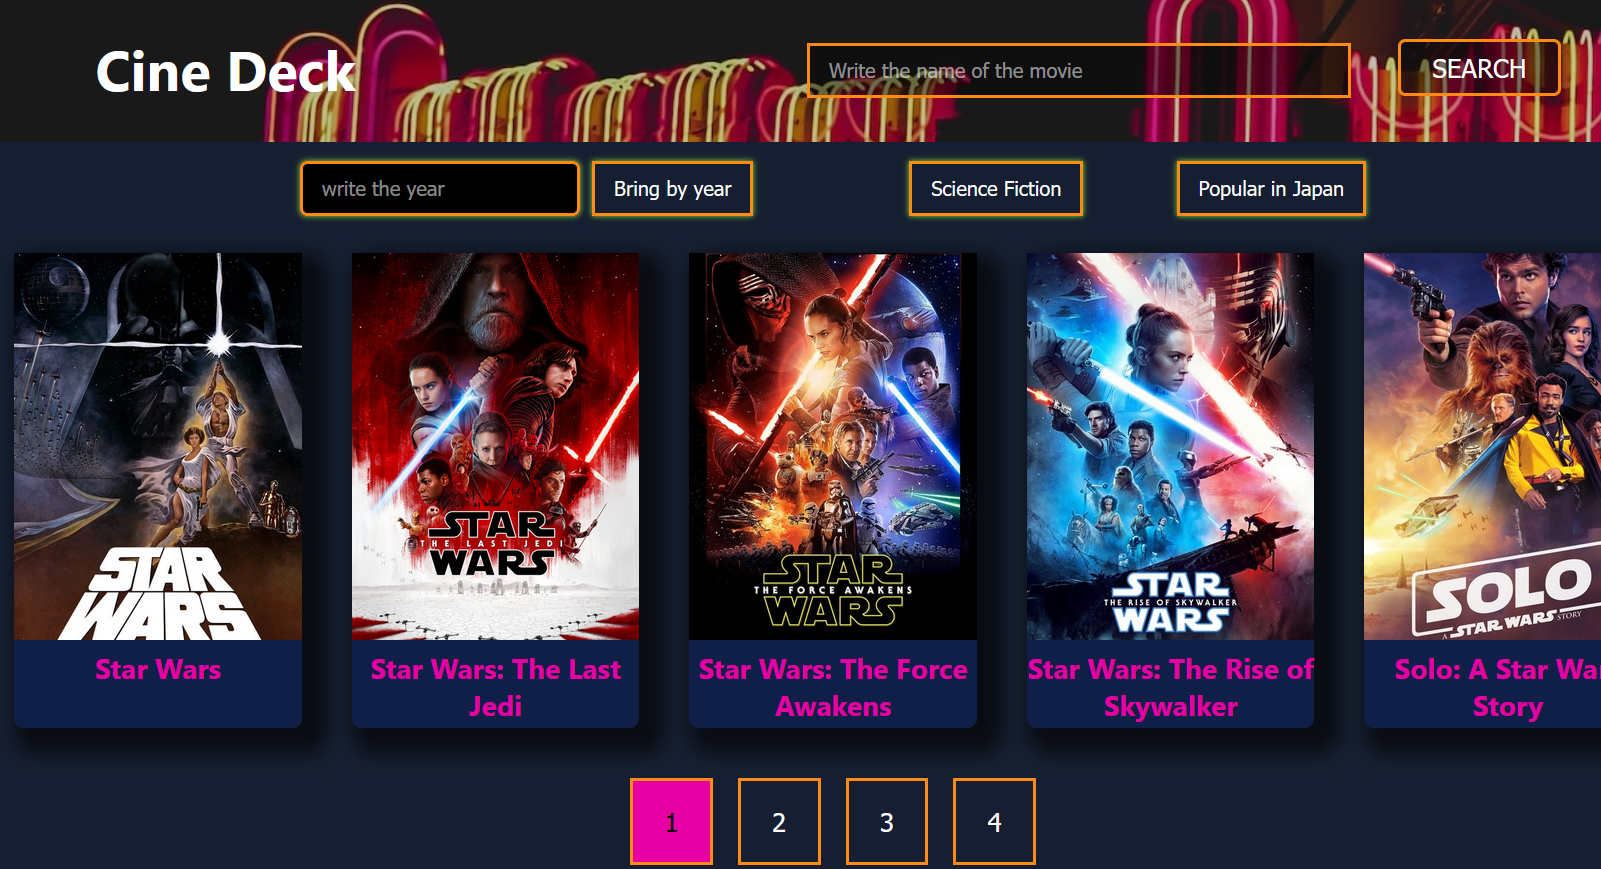 Cine Deck
Write the name of the movie
SEARCH
write the year
Bring by year
Science Fiction
Popular in Japan
STAR
WARS
STAR
THE LAST JEDI
WARS
STAR
THE FORCE AWAKENS
WARS
STAR
THE RISE OF SKYWALKER
WARS
SOLO
A STAR WARS STORY
Star Wars
Star Wars: The Last
Jedi
Star Wars: The Force
Awakens
Star Wars: The Rise of
Skywalker
Solo: A Star Wa
Story
1
2
3
4